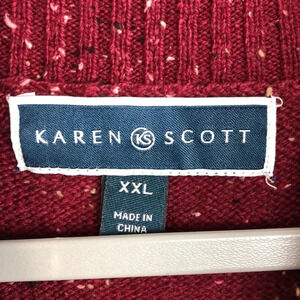 KAREN KS SCOTT
XXL
MADE IN
CHINA